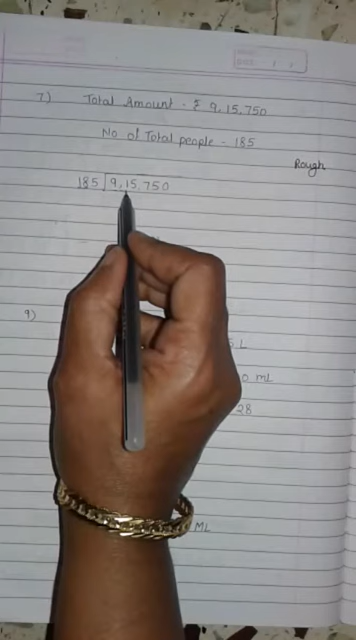 7) Total Amount - ₹ 9,15,750
No of Total people - 185
Rough
185 9,15,750
9)
L
0 mL
28
ML